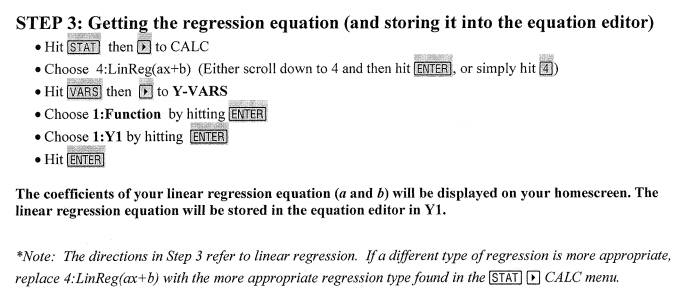 STEP 3: Getting the regression equation (and storing it into the equation editor)
• Hit STAT then ▸ to CALC
• Choose 4:LinReg(ax+b) (Either scroll down to 4 and then hit ENTER, or simply hit 4)
• Hit VARS then ▸ to Y-VARS
• Choose 1:Function by hitting ENTER
• Choose 1:Y1 by hitting ENTER
• Hit ENTER
The coefficients of your linear regression equation (a and b) will be displayed on your homescreen. The
linear regression equation will be stored in the equation editor in Y1.
*Note: The directions in Step 3 refer to linear regression. If a different type of regression is more appropriate,
replace 4:LinReg(ax+b) with the more appropriate regression type found in the STAT ▸ CALC menu.